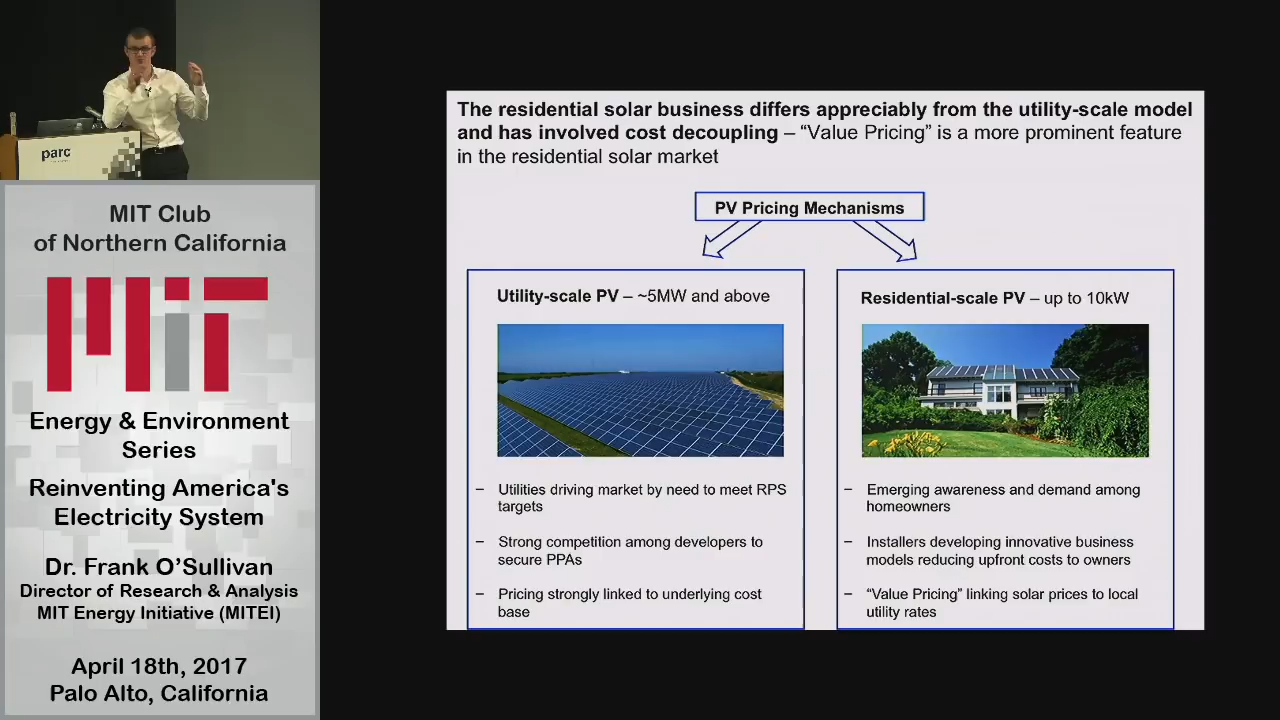 parc
MIT Club
of Northern California
MIT
Energy & Environment
Series
Reinventing America's
Electricity System
Dr. Frank O’Sullivan
Director of Research & Analysis
MIT Energy Initiative (MITEI)
April 18th, 2017
Palo Alto, California
The residential solar business differs appreciably from the utility-scale model
and has involved cost decoupling – “Value Pricing” is a more prominent feature
in the residential solar market
PV Pricing Mechanisms
Utility-scale PV – ~5MW and above
– Utilities driving market by need to meet RPS
targets
– Strong competition among developers to
secure PPAs
– Pricing strongly linked to underlying cost
base
Residential-scale PV – up to 10kW
– Emerging awareness and demand among
homeowners
– Installers developing innovative business
models reducing upfront costs to owners
– “Value Pricing” linking solar prices to local
utility rates